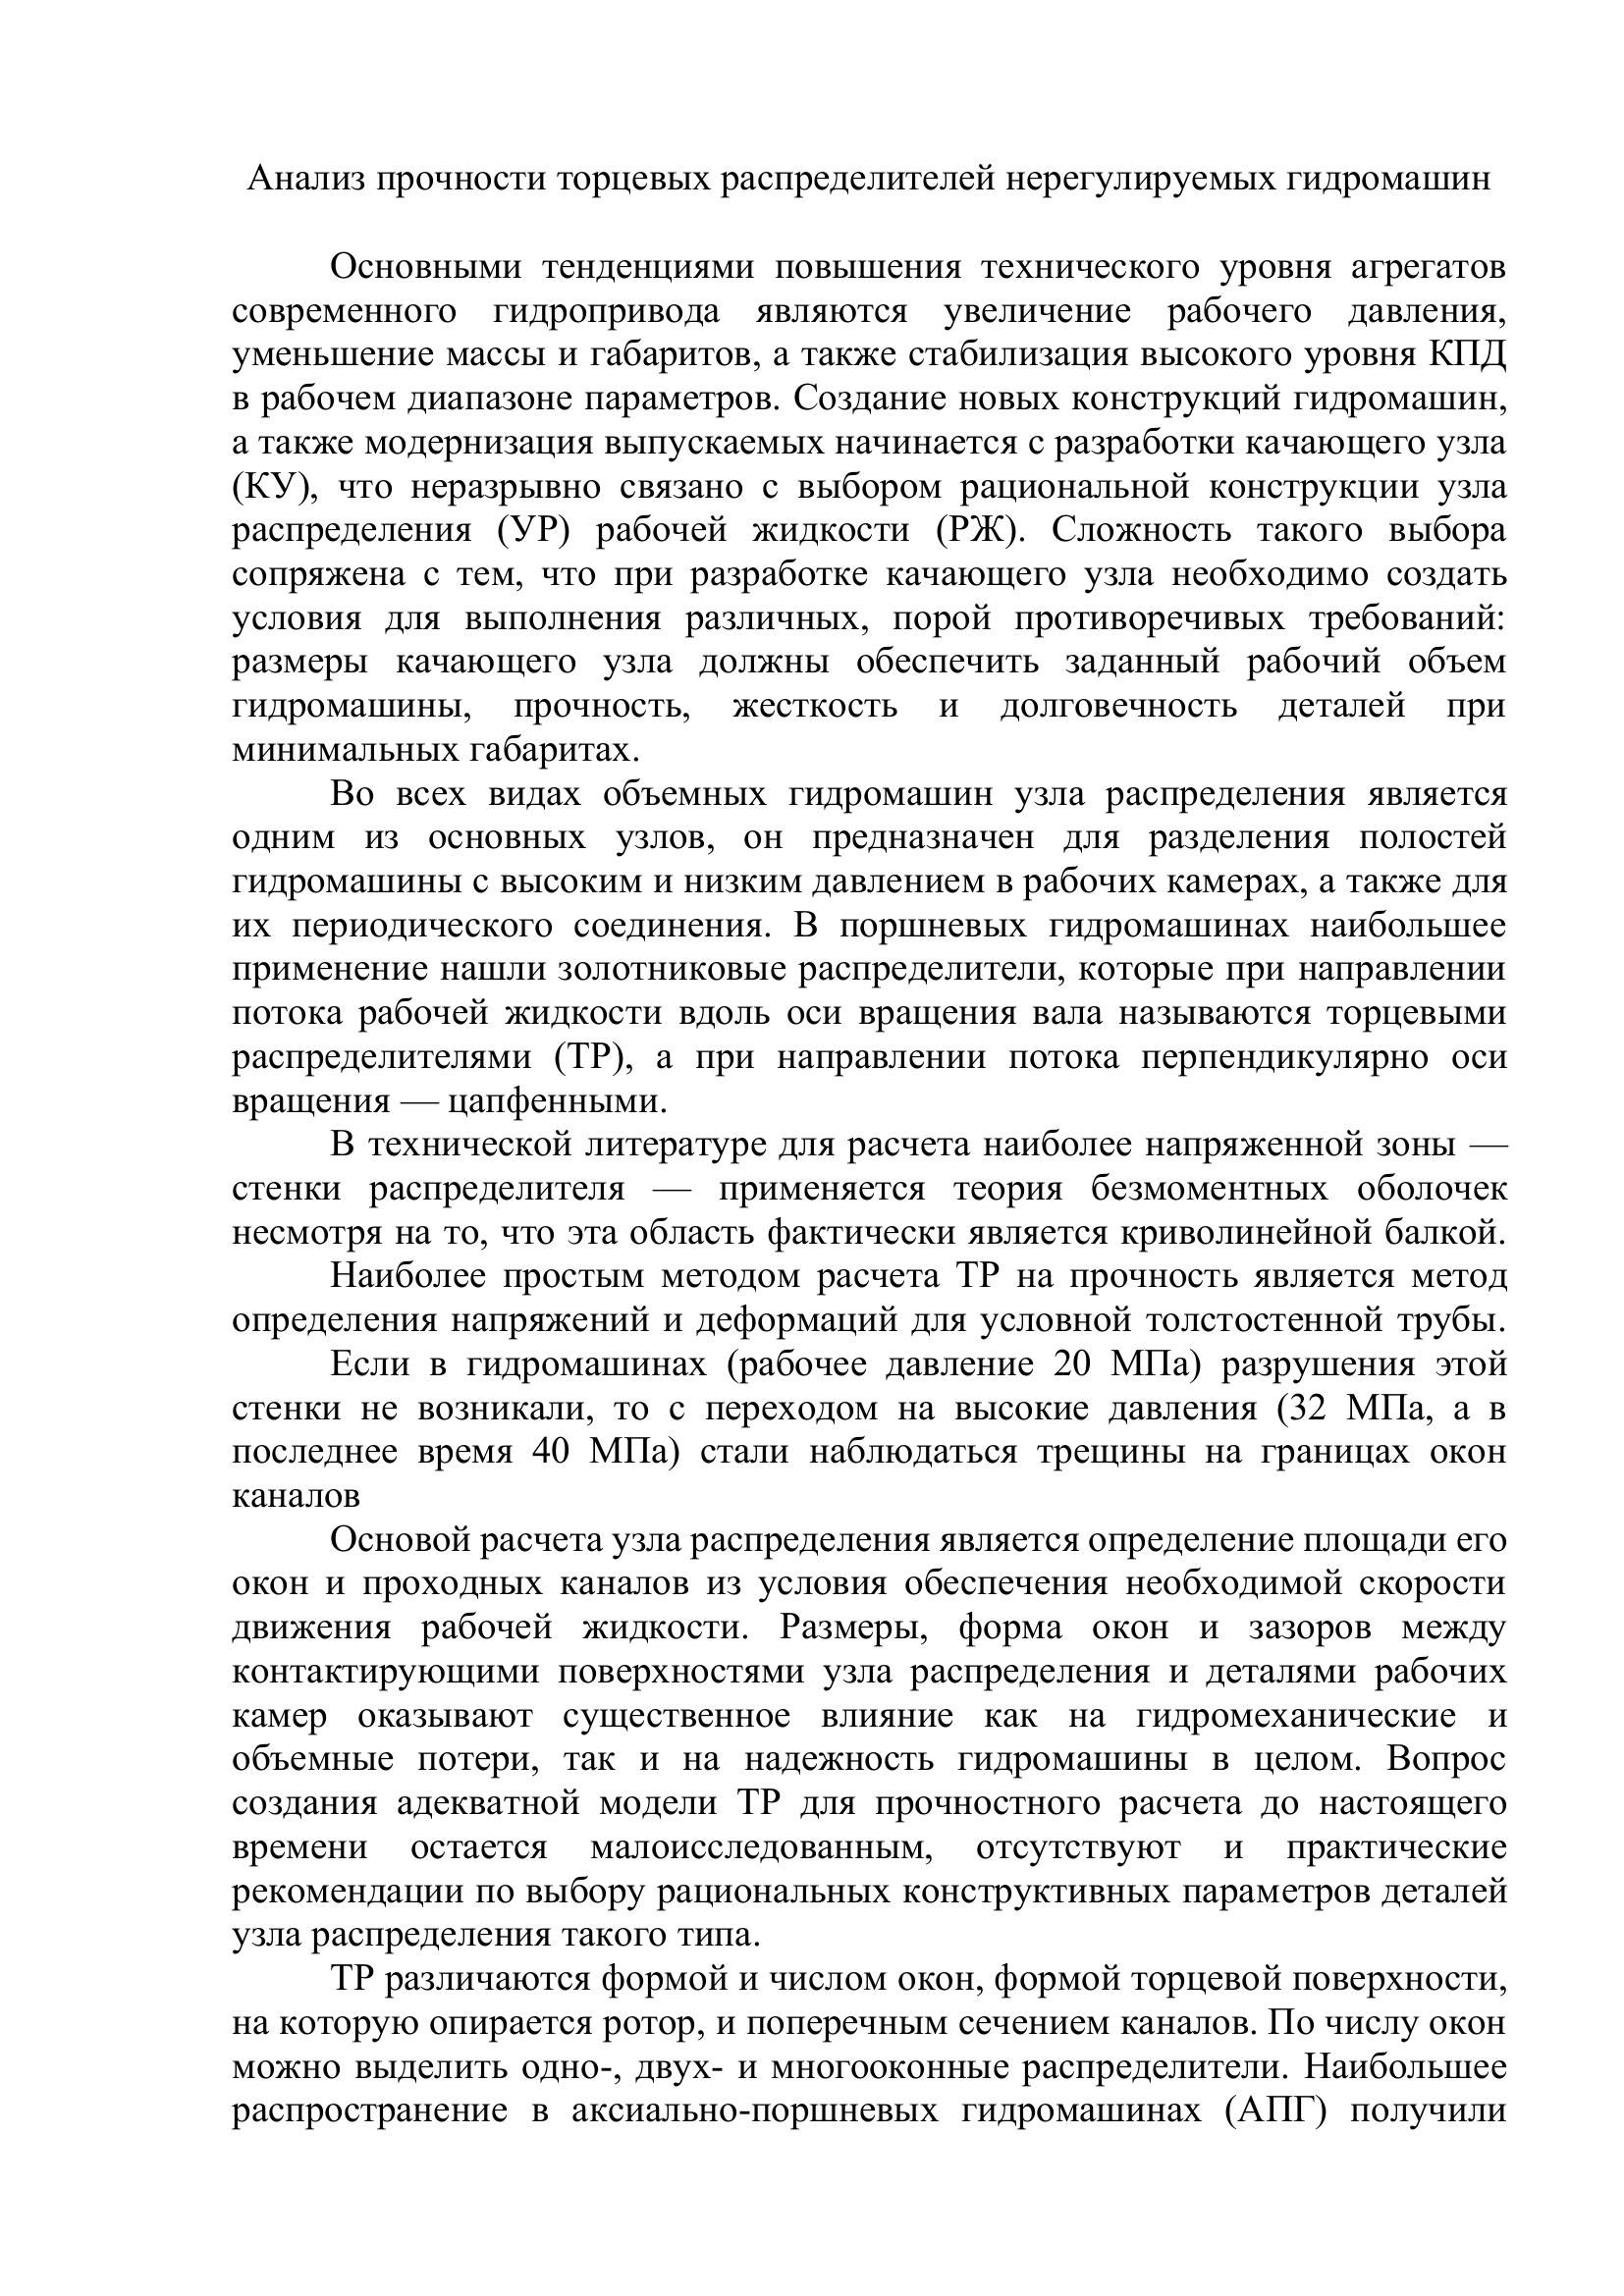 Анализ прочности торцевых распределителей нерегулируемых гидромашин
Основными тенденциями повышения технического уровня агрегатов
современного гидропривода являются увеличение рабочего давления,
уменьшение массы и габаритов, а также стабилизация высокого уровня КПД
в рабочем диапазоне параметров. Создание новых конструкций гидромашин,
а также модернизация выпускаемых начинается с разработки качающего узла
(КУ), что неразрывно связано с выбором рациональной конструкции узла
распределения (УР) рабочей жидкости (РЖ). Сложность такого выбора
сопряжена с тем, что при разработке качающего узла необходимо создать
условия для выполнения различных, порой противоречивых требований:
размеры качающего узла должны обеспечить заданный рабочий объем
гидромашины, прочность, жесткость и долговечность деталей при
минимальных габаритах.
Во всех видах объемных гидромашин узла распределения является
одним из основных узлов, он предназначен для разделения полостей
гидромашины с высоким и низким давлением в рабочих камерах, а также для
их периодического соединения. В поршневых гидромашинах наибольшее
применение нашли золотниковые распределители, которые при направлении
потока рабочей жидкости вдоль оси вращения вала называются торцевыми
распределителями (ТР), а при направлении потока перпендикулярно оси
вращения — цапфенными.
В технической литературе для расчета наиболее напряженной зоны —
стенки распределителя — применяется теория безмоментных оболочек
несмотря на то, что эта область фактически является криволинейной балкой.
Наиболее простым методом расчета ТР на прочность является метод
определения напряжений и деформаций для условной толстостенной трубы.
Если в гидромашинах (рабочее давление 20 МПа) разрушения этой
стенки не возникали, то с переходом на высокие давления (32 МПа, а в
последнее время 40 МПа) стали наблюдаться трещины на границах окон
каналов
Основой расчета узла распределения является определение площади его
окон и проходных каналов из условия обеспечения необходимой скорости
движения рабочей жидкости. Размеры, форма окон и зазоров между
контактирующими поверхностями узла распределения и деталями рабочих
камер оказывают существенное влияние как на гидромеханические и
объемные потери, так и на надежность гидромашины в целом. Вопрос
создания адекватной модели ТР для прочностного расчета до настоящего
времени остается малоисследованным, отсутствуют и практические
рекомендации по выбору рациональных конструктивных параметров деталей
узла распределения такого типа.
ТР различаются формой и числом окон, формой торцевой поверхности,
на которую опирается ротор, и поперечным сечением каналов. По числу окон
можно выделить одно-, двух- и многооконные распределители. Наибольшее
распространение в аксиально-поршневых гидромашинах (АПГ) получили